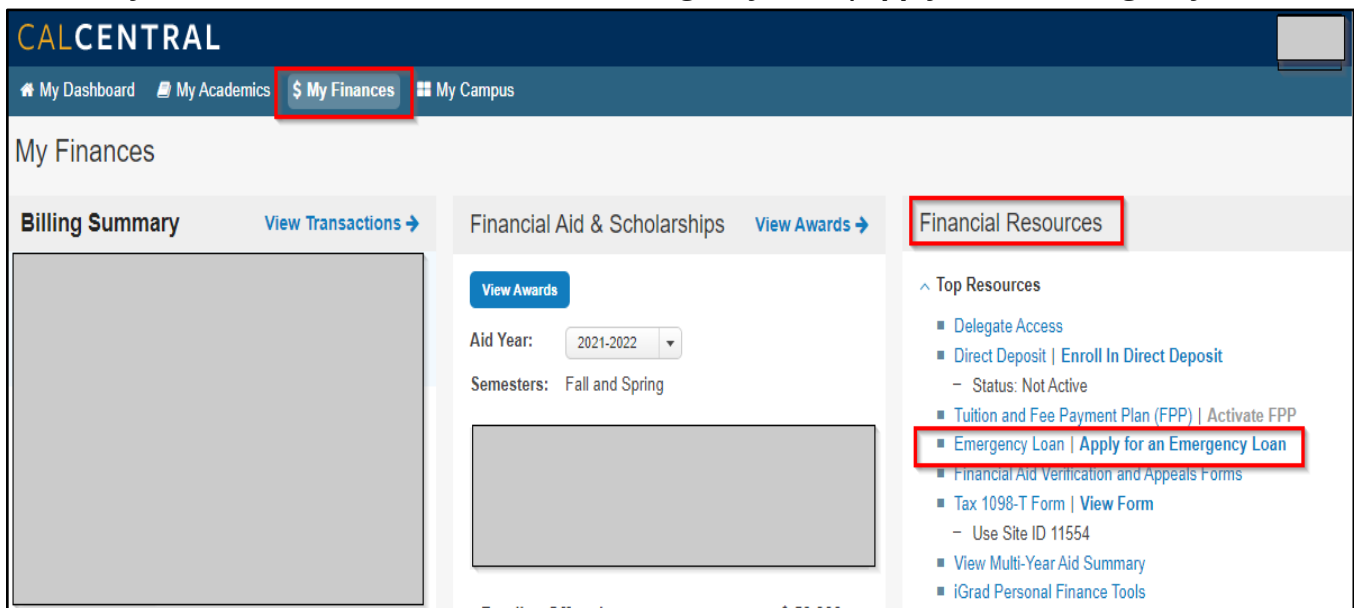 CALCENTRAL
My Dashboard My Academics $ My Finances My Campus
My Finances
Billing Summary View Transactions →
Financial Aid & Scholarships View Awards →
View Awards
Aid Year: 2021-2022
Semesters: Fall and Spring
Financial Resources
Top Resources
Delegate Access
Direct Deposit | Enroll In Direct Deposit
– Status: Not Active
Tuition and Fee Payment Plan (FPP) | Activate FPP
Emergency Loan | Apply for an Emergency Loan
Financial Aid Verification and Appeals Forms
Tax 1098-T Form | View Form
– Use Site ID 11554
View Multi-Year Aid Summary
iGrad Personal Finance Tools